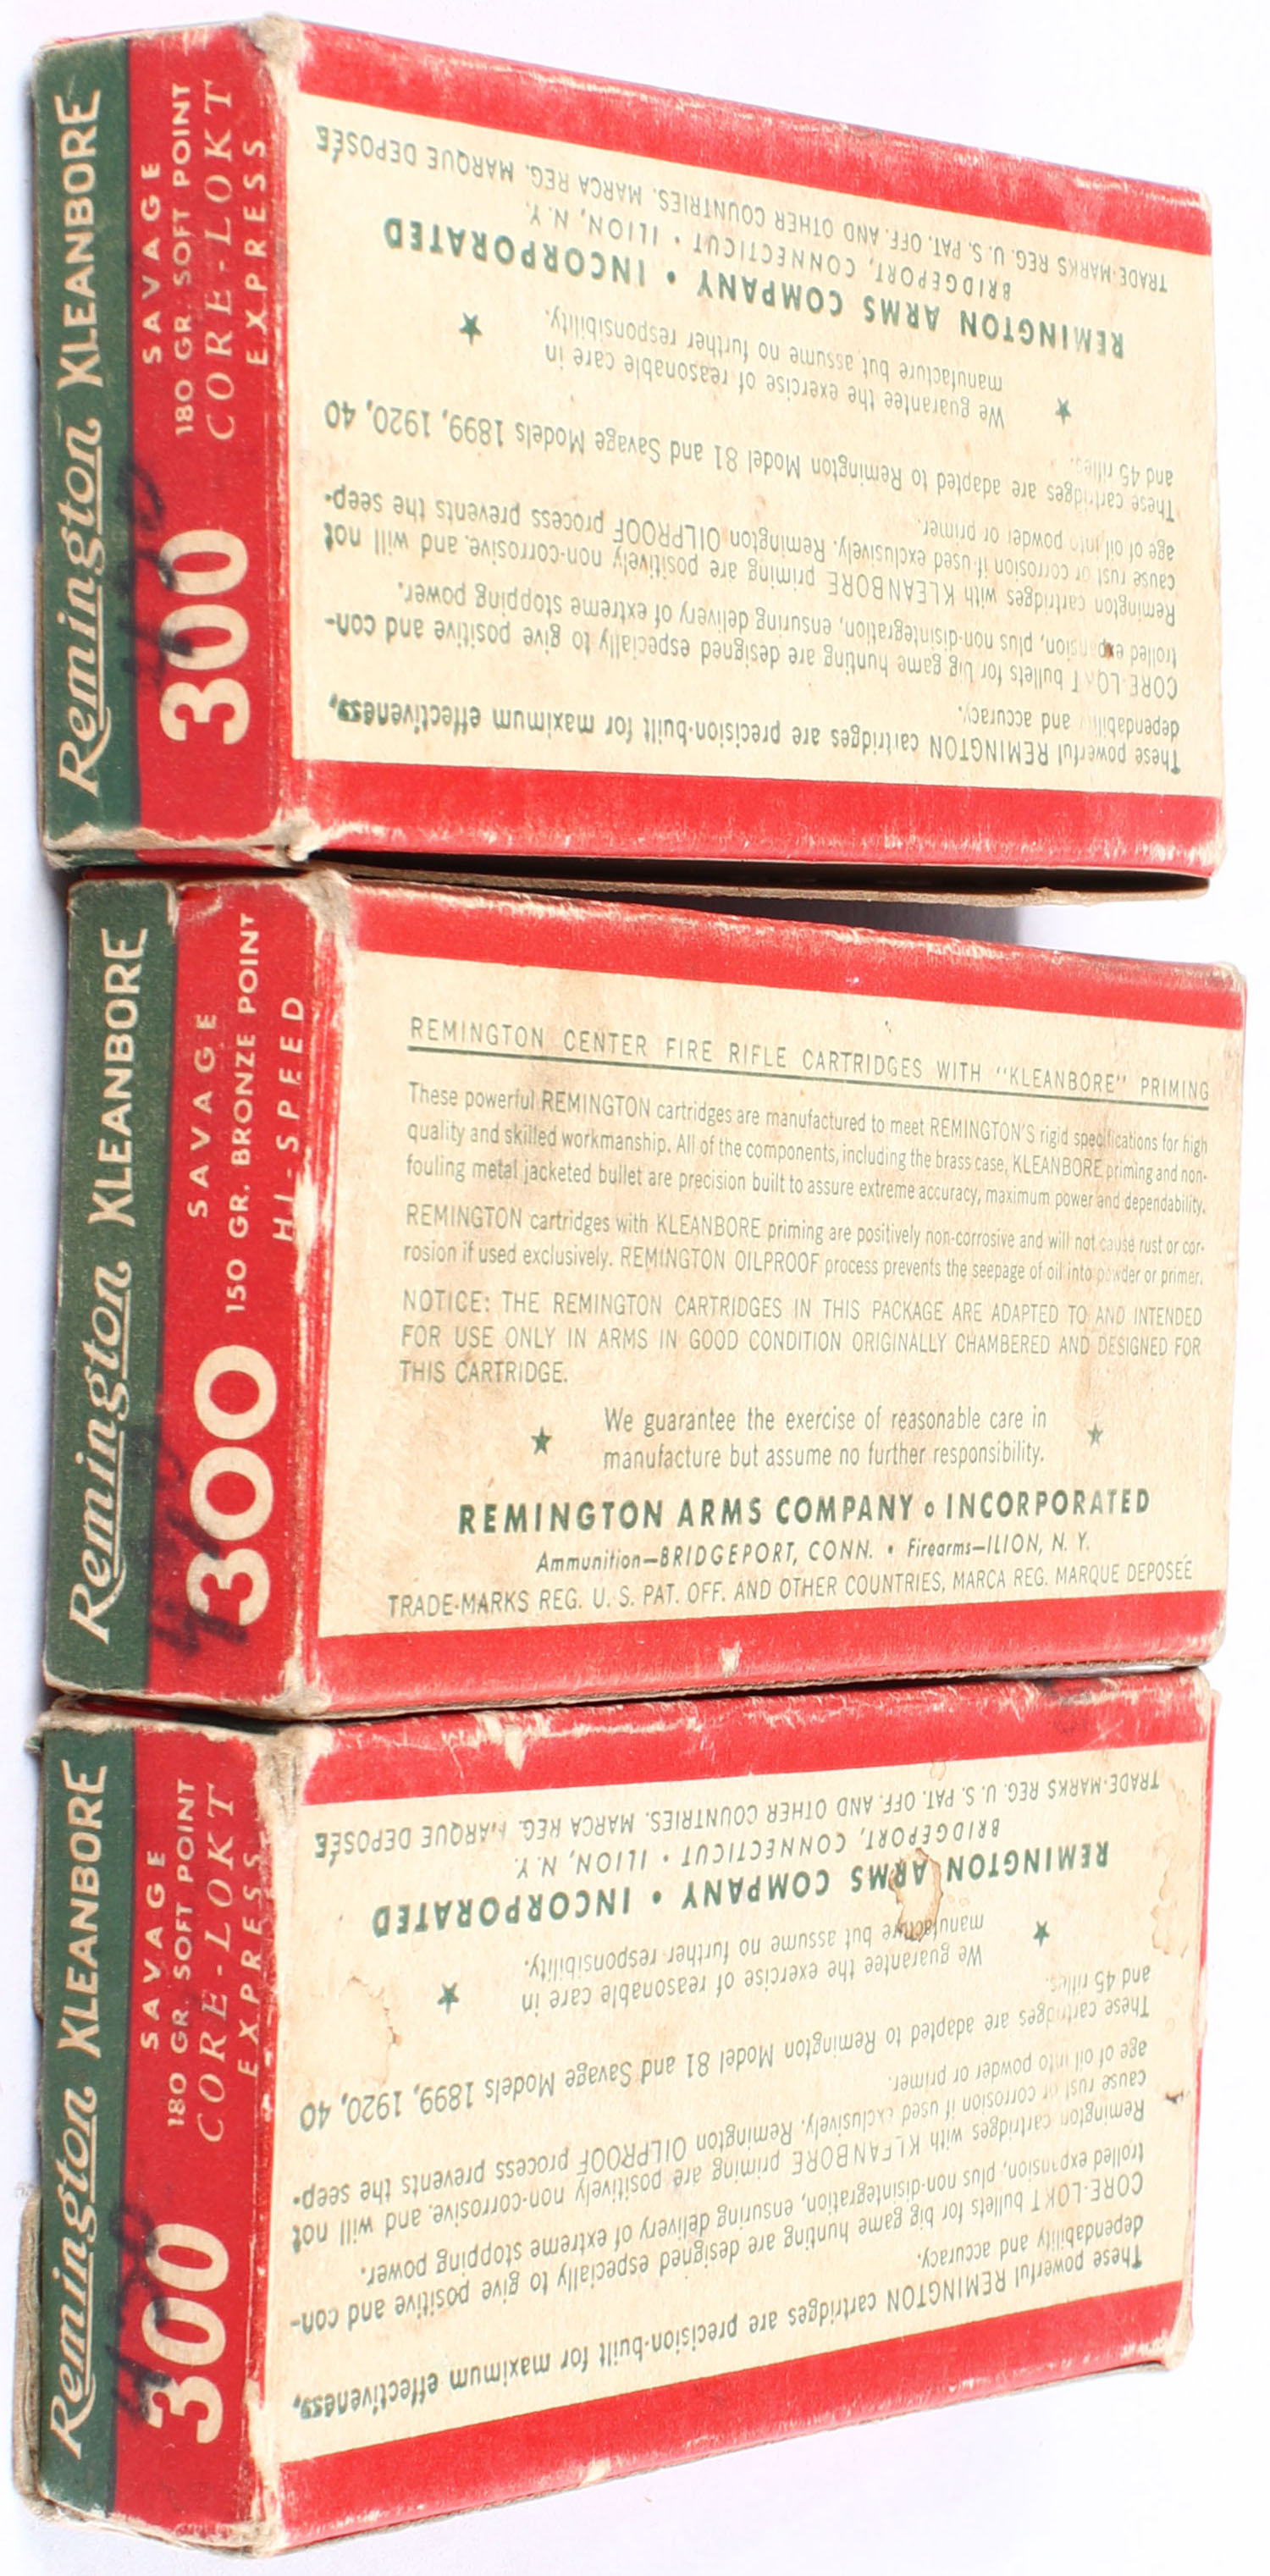 Remington KLEANBORE
300
SAVAGE
180 GR. SOFT POINT
CORE-LOKT
EXPRESS
These powerful REMINGTON cartridges are precision-built for maximum effectiveness,
dependability and accuracy.
CORE-LOKT bullets for big game hunting are designed especially to give positive and con-
trolled expansion, plus non-disintegration, ensuring delivery of extreme stopping power.
Remington cartridges with KLEANBORE priming are positively non-corrosive, and will not
cause rust or corrosion if used exclusively. Remington OILPROOF process prevents the seep-
age of oil into powder or primer.
These cartridges are adapted to Remington Model 81 and Savage Models 1899, 1920, 40
and 45 rifles.
We guarantee the exercise of reasonable care in
manufacture but assume no further responsibility.
REMINGTON ARMS COMPANY • INCORPORATED
BRIDGEPORT, CONNECTICUT • ILION, N.Y.
TRADE-MARKS REG. U. S. PAT. OFF. AND OTHER COUNTRIES. MARCA REG. MARQUE DEPOSÉE
Remington KLEANBORE
300
SAVAGE
150 GR. BRONZE POINT
HI-SPEED
REMINGTON CENTER FIRE RIFLE CARTRIDGES WITH "KLEANBORE" PRIMING
These powerful REMINGTON cartridges are manufactured to meet REMINGTON'S rigid specifications for high
quality and skilled workmanship. All of the components, including the brass case, KLEANBORE priming and non-
fouling metal jacketed bullet are precision built to assure extreme accuracy, maximum power and dependability.
REMINGTON cartridges with KLEANBORE priming are positively non-corrosive and will not cause rust or cor-
rosion if used exclusively. REMINGTON OILPROOF process prevents the seepage of oil into powder or primer.
NOTICE: THE REMINGTON CARTRIDGES IN THIS PACKAGE ARE ADAPTED TO AND INTENDED
FOR USE ONLY IN ARMS IN GOOD CONDITION ORIGINALLY CHAMBERED AND DESIGNED FOR
THIS CARTRIDGE.
We guarantee the exercise of reasonable care in
manufacture but assume no further responsibility.
REMINGTON ARMS COMPANY • INCORPORATED
Ammunition—BRIDGEPORT, CONN. • Firearms—ILION, N. Y.
TRADE-MARKS REG. U. S. PAT. OFF. AND OTHER COUNTRIES, MARCA REG. MARQUE DEPOSÉE
Remington KLEANBORE
300
SAVAGE
180 GR. SOFT POINT
CORE-LOKT
EXPRESS
These powerful REMINGTON cartridges are precision-built for maximum effectiveness,
dependability and accuracy.
CORE-LOKT bullets for big game hunting are designed especially to give positive and con-
trolled expansion, plus non-disintegration, ensuring delivery of extreme stopping power.
Remington cartridges with KLEANBORE priming are positively non-corrosive, and will not
cause rust or corrosion if used exclusively. Remington OILPROOF process prevents the seep-
age of oil into powder or primer.
These cartridges are adapted to Remington Model 81 and Savage Models 1899, 1920, 40
and 45 rifles.
We guarantee the exercise of reasonable care in
manufacture but assume no further responsibility.
REMINGTON ARMS COMPANY • INCORPORATED
BRIDGEPORT, CONNECTICUT • ILION, N.Y.
TRADE-MARKS REG. U. S. PAT. OFF. AND OTHER COUNTRIES. MARCA REG. MARQUE DEPOSÉE